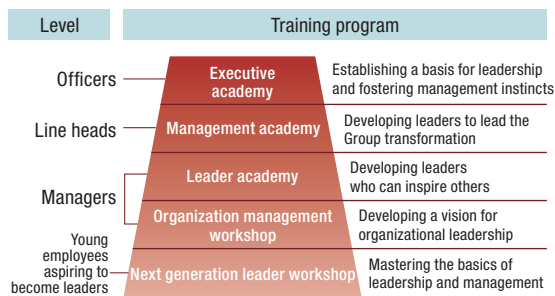 Level
Training program
Officers
Executive
academy
Establishing a basis for leadership
and fostering management instincts
Line heads
Management academy
Developing leaders to lead the
Group transformation
Managers
Leader academy
Developing leaders
who can inspire others
Organization management
workshop
Developing a vision for
organizational leadership
Young
employees
aspiring to
become leaders
Next generation leader workshop
Mastering the basics of
leadership and management